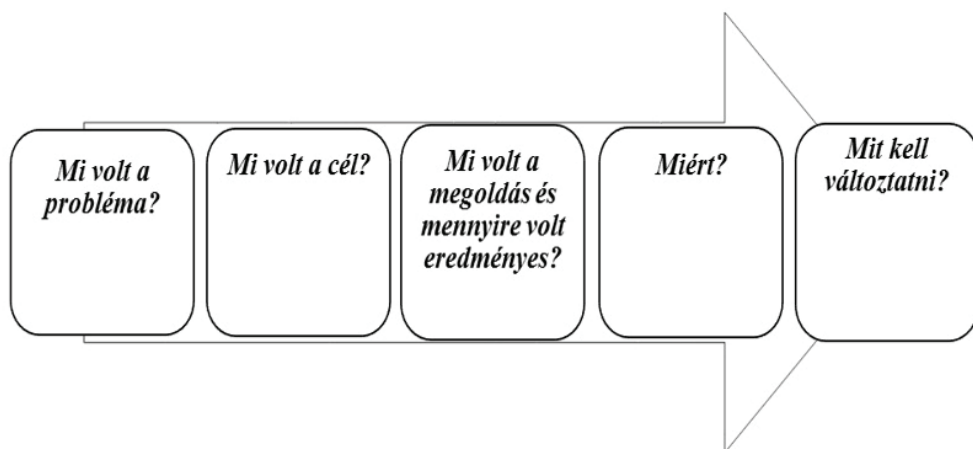 Mi volt a
probléma?
Mi volt a cél?
Mi volt a
megoldás és
mennyire volt
eredményes?
Miért?
Mit kell
változtatni?